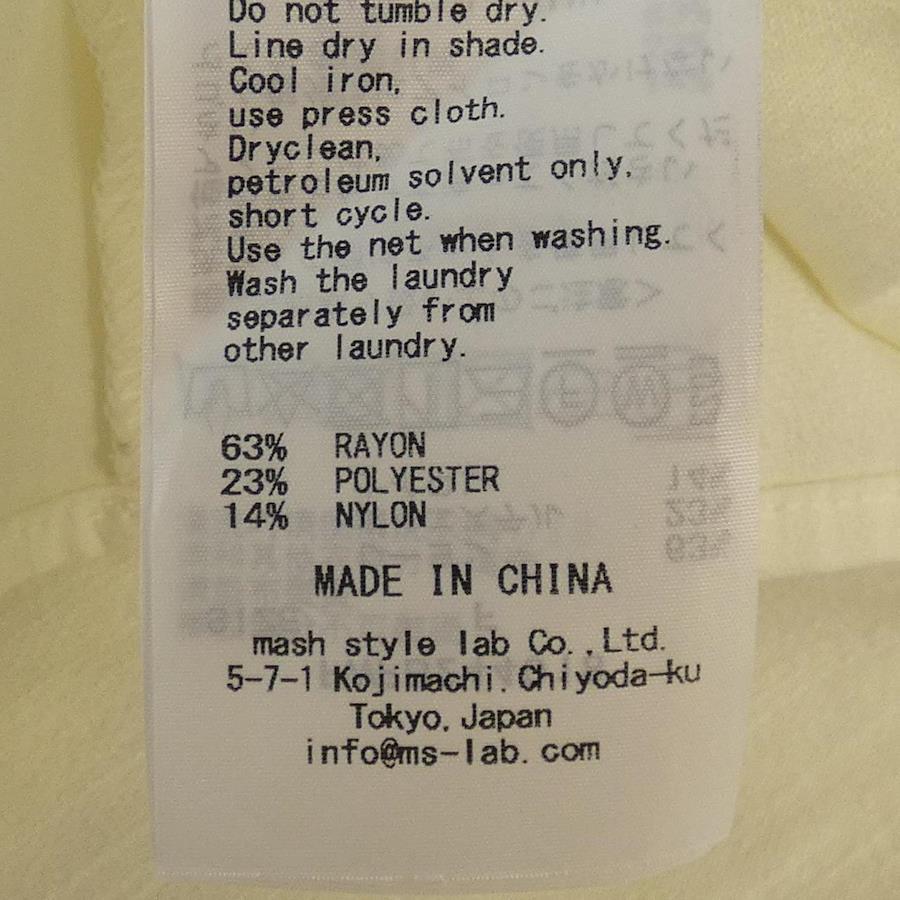 Do not tumble dry.
Line dry in shade.
Cool iron,
use press cloth.
Dryclean,
petroleum solvent only,
short cycle.
Use the net when washing.
Wash the laundry
separately from
other laundry.
63% RAYON
23% POLYESTER
14% NYLON
MADE IN CHINA
mash style lab Co.,Ltd.
5-7-1 Kojimachi,Chiyoda-ku
Tokyo,Japan
info@ms-lab.com